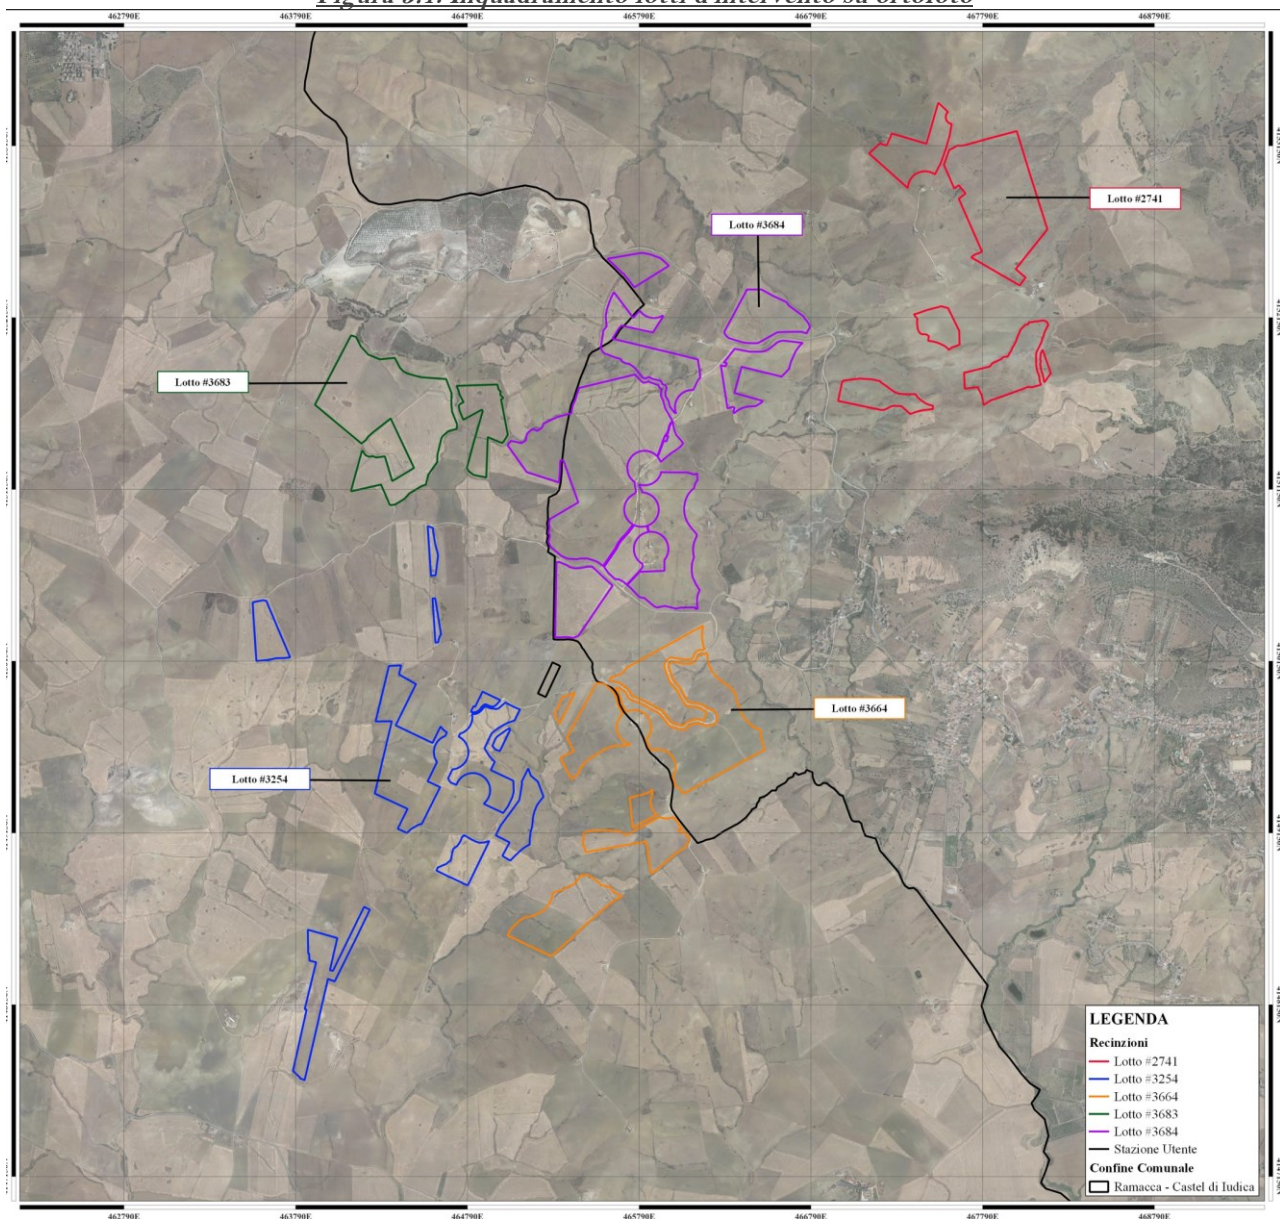 Figura 3.1. Inquadramento lotti d'intervento su ortofoto
462790E 463790E 464790E 465790E 466790E 467790E 468790E
Lotto #2741
Lotto #3684
Lotto #3683
Lotto #3664
Lotto #3254
LEGENDA
Recinzioni
Lotto #2741
Lotto #3254
Lotto #3664
Lotto #3683
Lotto #3684
Stazione Utente
Confine Comunale
Ramacca - Castel di Iudica
462790E 463790E 464790E 465790E 466790E 467790E 468790E